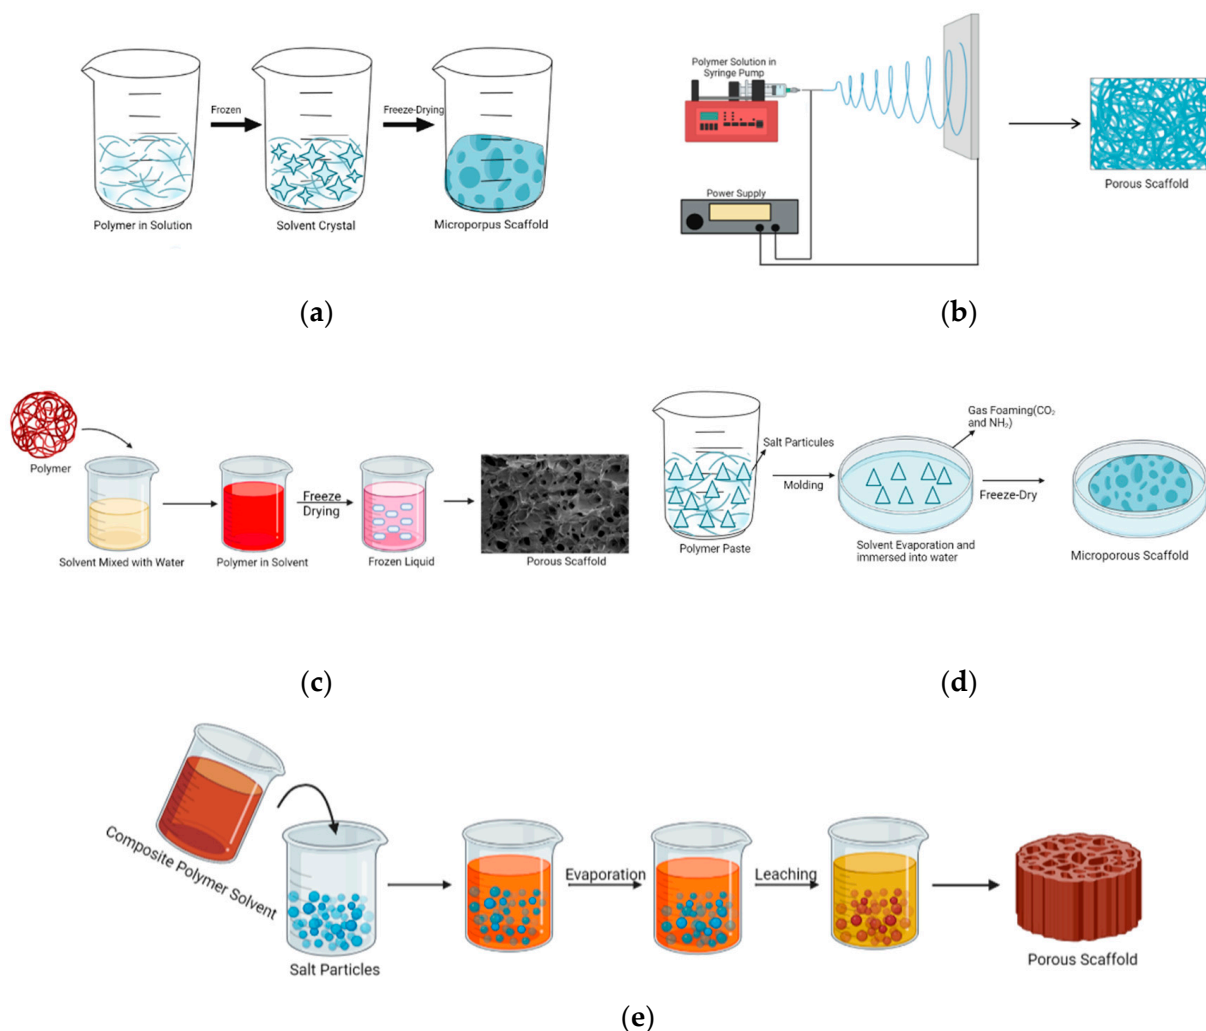 Frozen
Freeze-Drying
Polymer in Solution
Solvent Crystal
Microporpus Scaffold
(a)
Polymer Solution in
Syringe Pump
Power Supply
Porous Scaffold
(b)
Polymer
Freeze
Drying
Solvent Mixed with Water
Polymer in Solvent
Frozen Liquid
Porous Scaffold
(c)
Salt Particules
Molding
Gas Foaming(CO₂
and NH₂)
Freeze-Dry
Polymer Paste
Solvent Evaporation and
immersed into water
Microporous Scaffold
(d)
Composite Polymer Solvent
Salt Particles
Evaporation
Leaching
Porous Scaffold
(e)